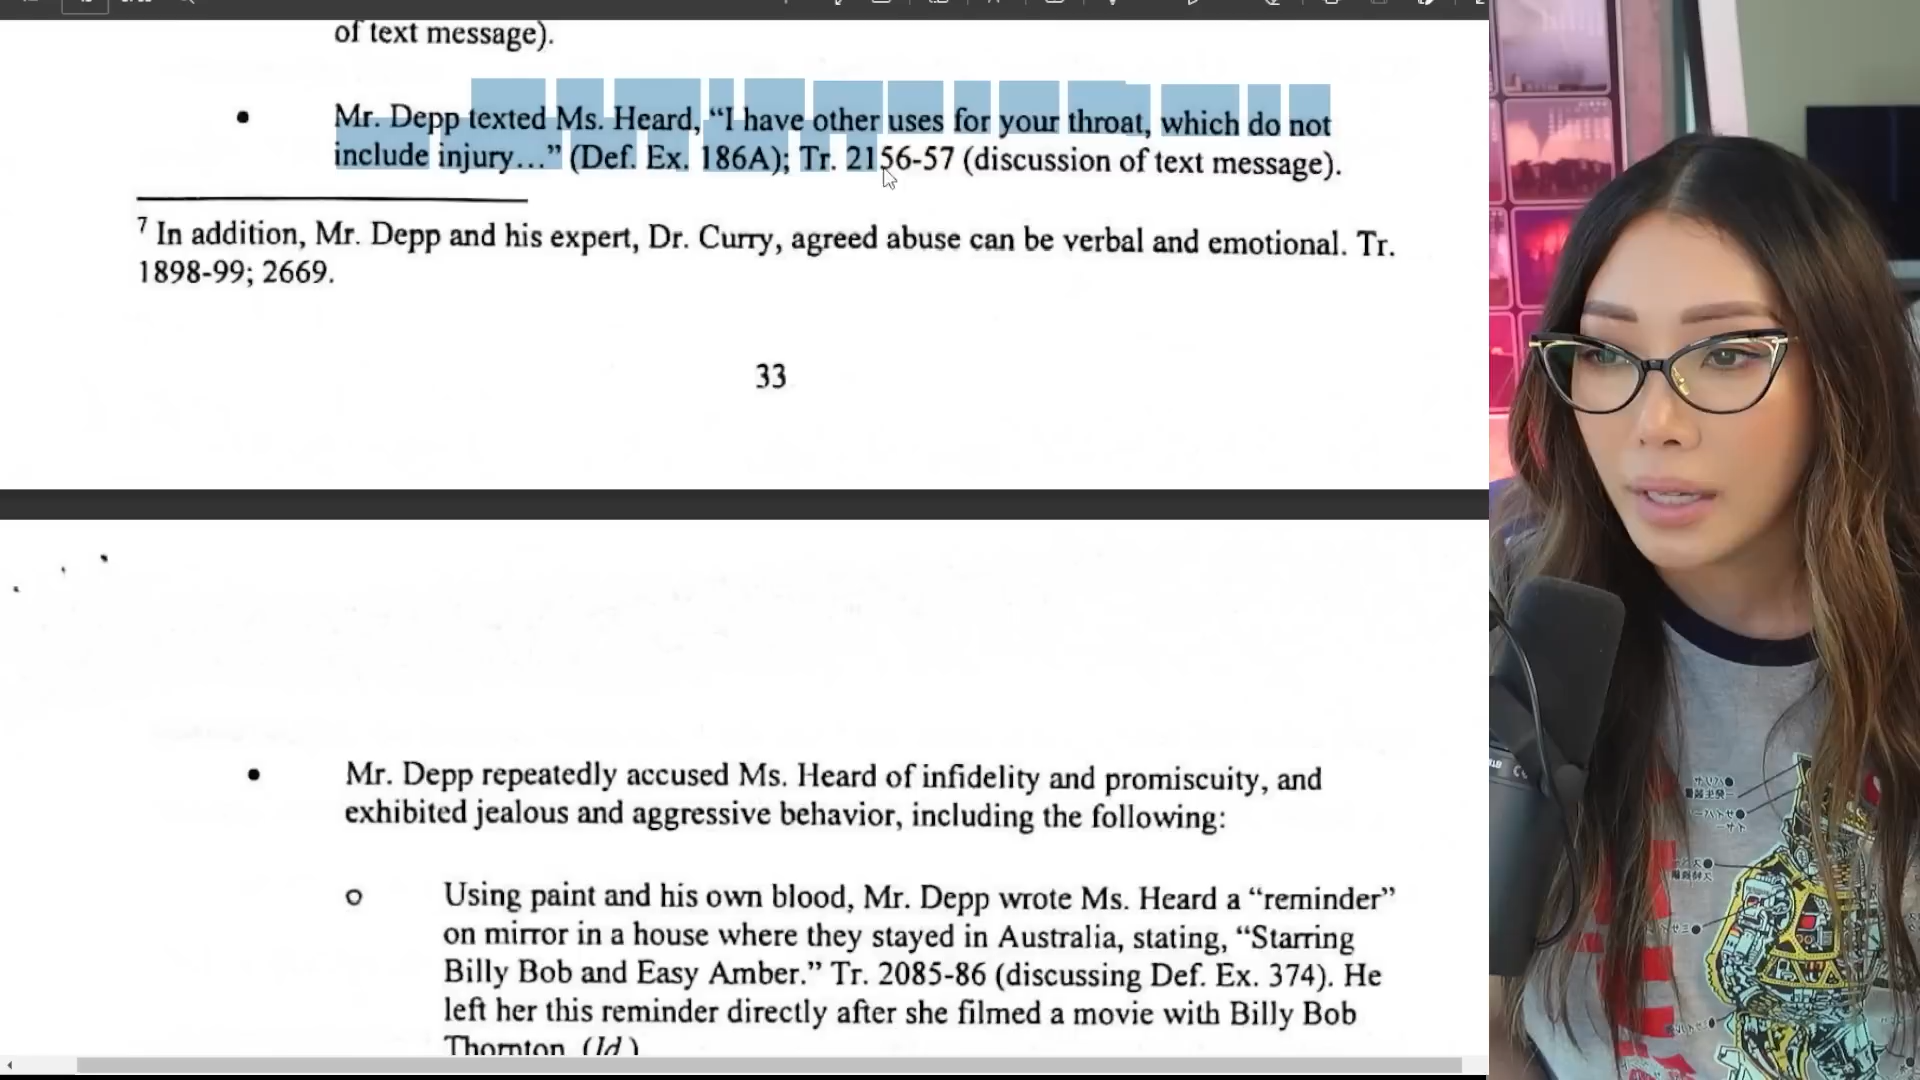 of text message).
• Mr. Depp texted Ms. Heard, “I have other uses for your throat, which do not
include injury…” (Def. Ex. 186A); Tr. 2156-57 (discussion of text message).
7 In addition, Mr. Depp and his expert, Dr. Curry, agreed abuse can be verbal and emotional. Tr.
1898-99; 2669.
33
• Mr. Depp repeatedly accused Ms. Heard of infidelity and promiscuity, and
exhibited jealous and aggressive behavior, including the following:
o Using paint and his own blood, Mr. Depp wrote Ms. Heard a “reminder”
on mirror in a house where they stayed in Australia, stating, “Starring
Billy Bob and Easy Amber.” Tr. 2085-86 (discussing Def. Ex. 374). He
left her this reminder directly after she filmed a movie with Billy Bob
Thornton. (Id.)